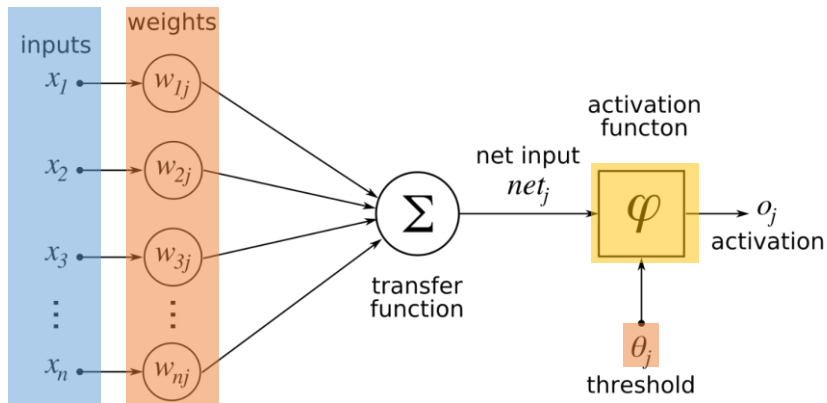 weights
inputs
x1 w1j
x2 w2j
x3 w3j
⋮ ⋮
xn wnj
Σ
transfer
function
net input
netj
activation
functon
φ
oj
activation
θj
threshold